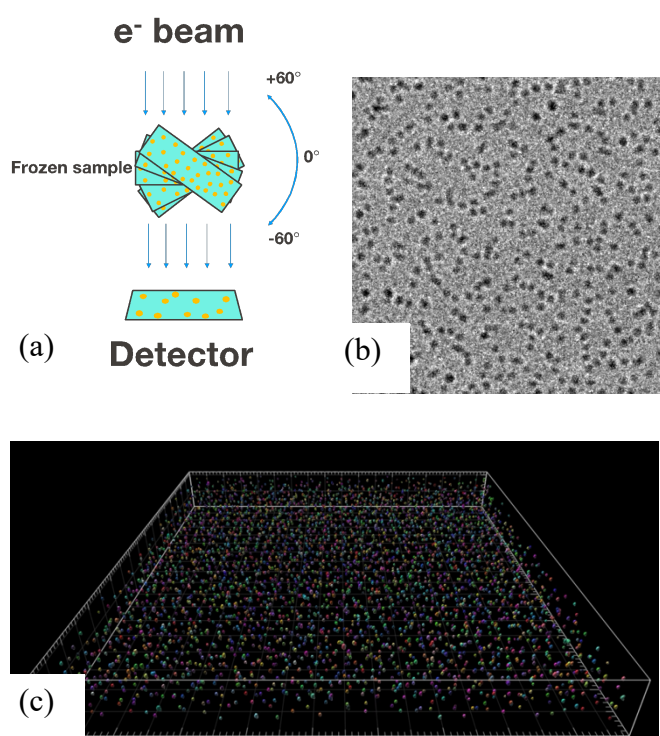 e⁻ beam
+60°
0°
Frozen sample
-60°
(a)
Detector
(b)
(c)